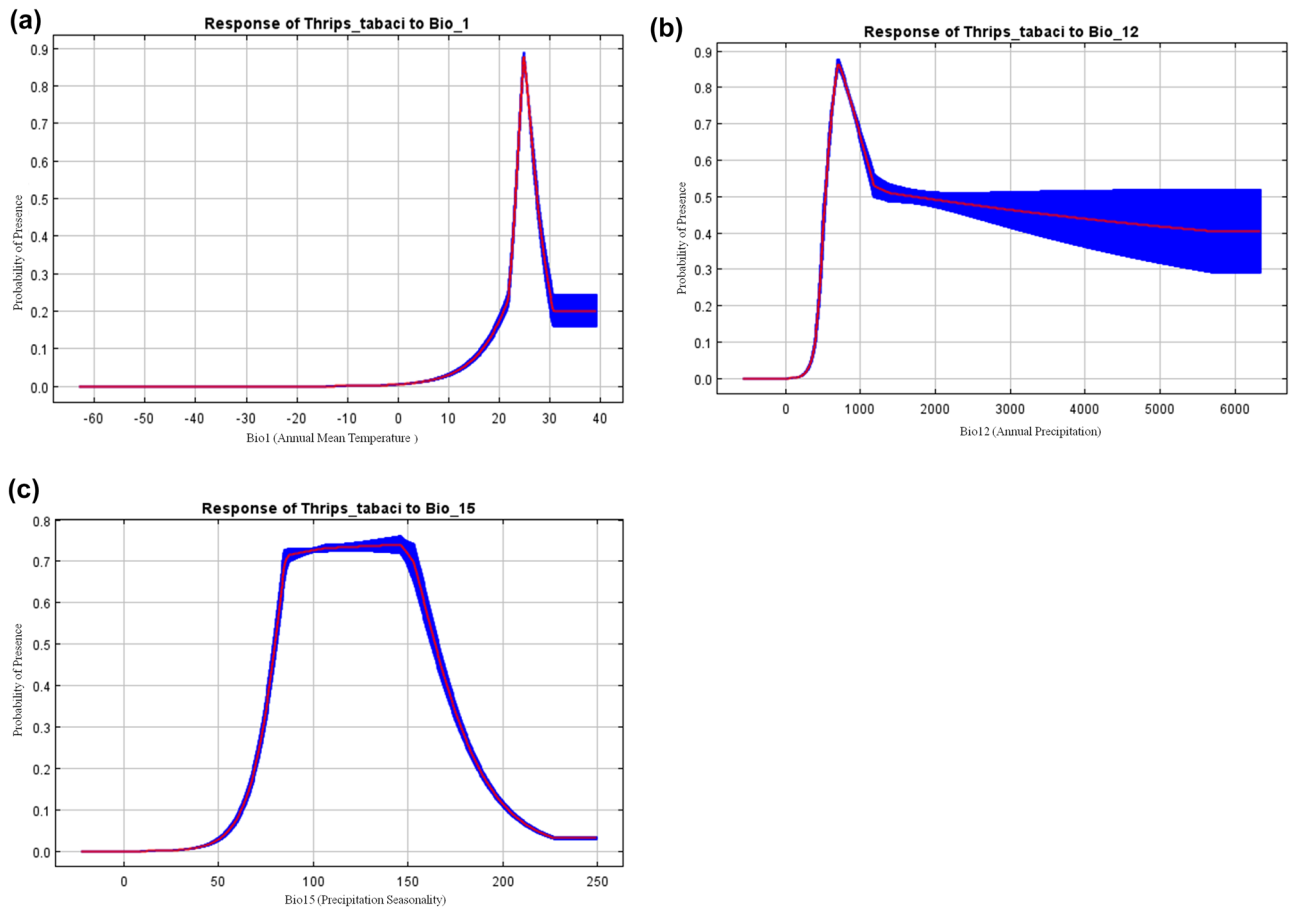 (a)
Response of Thrips_tabaci to Bio_1
Probability of Presence
0.9
0.8
0.7
0.6
0.5
0.4
0.3
0.2
0.1
0.0
-60 -50 -40 -30 -20 -10 0 10 20 30 40
Bio1 (Annual Mean Temperature )
(b)
Response of Thrips_tabaci to Bio_12
Probability of Presence
0.9
0.8
0.7
0.6
0.5
0.4
0.3
0.2
0.1
0.0
0 1000 2000 3000 4000 5000 6000
Bio12 (Annual Precipitation)
(c)
Response of Thrips_tabaci to Bio_15
Probability of Presence
0.8
0.7
0.6
0.5
0.4
0.3
0.2
0.1
0.0
0 50 100 150 200 250
Bio15 (Precipitation Seasonality)